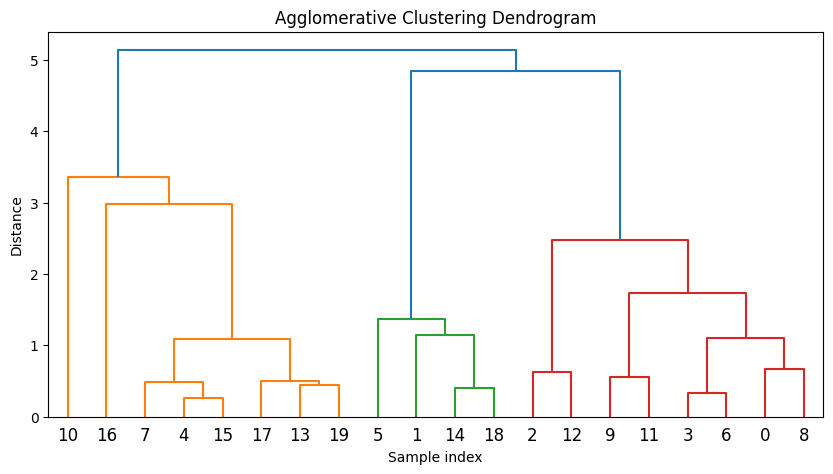 Agglomerative Clustering Dendrogram
5
4
3
2
1
0
Distance
10 16 7 4 15 17 13 19 5 1 14 18 2 12 9 11 3 6 0 8
Sample index